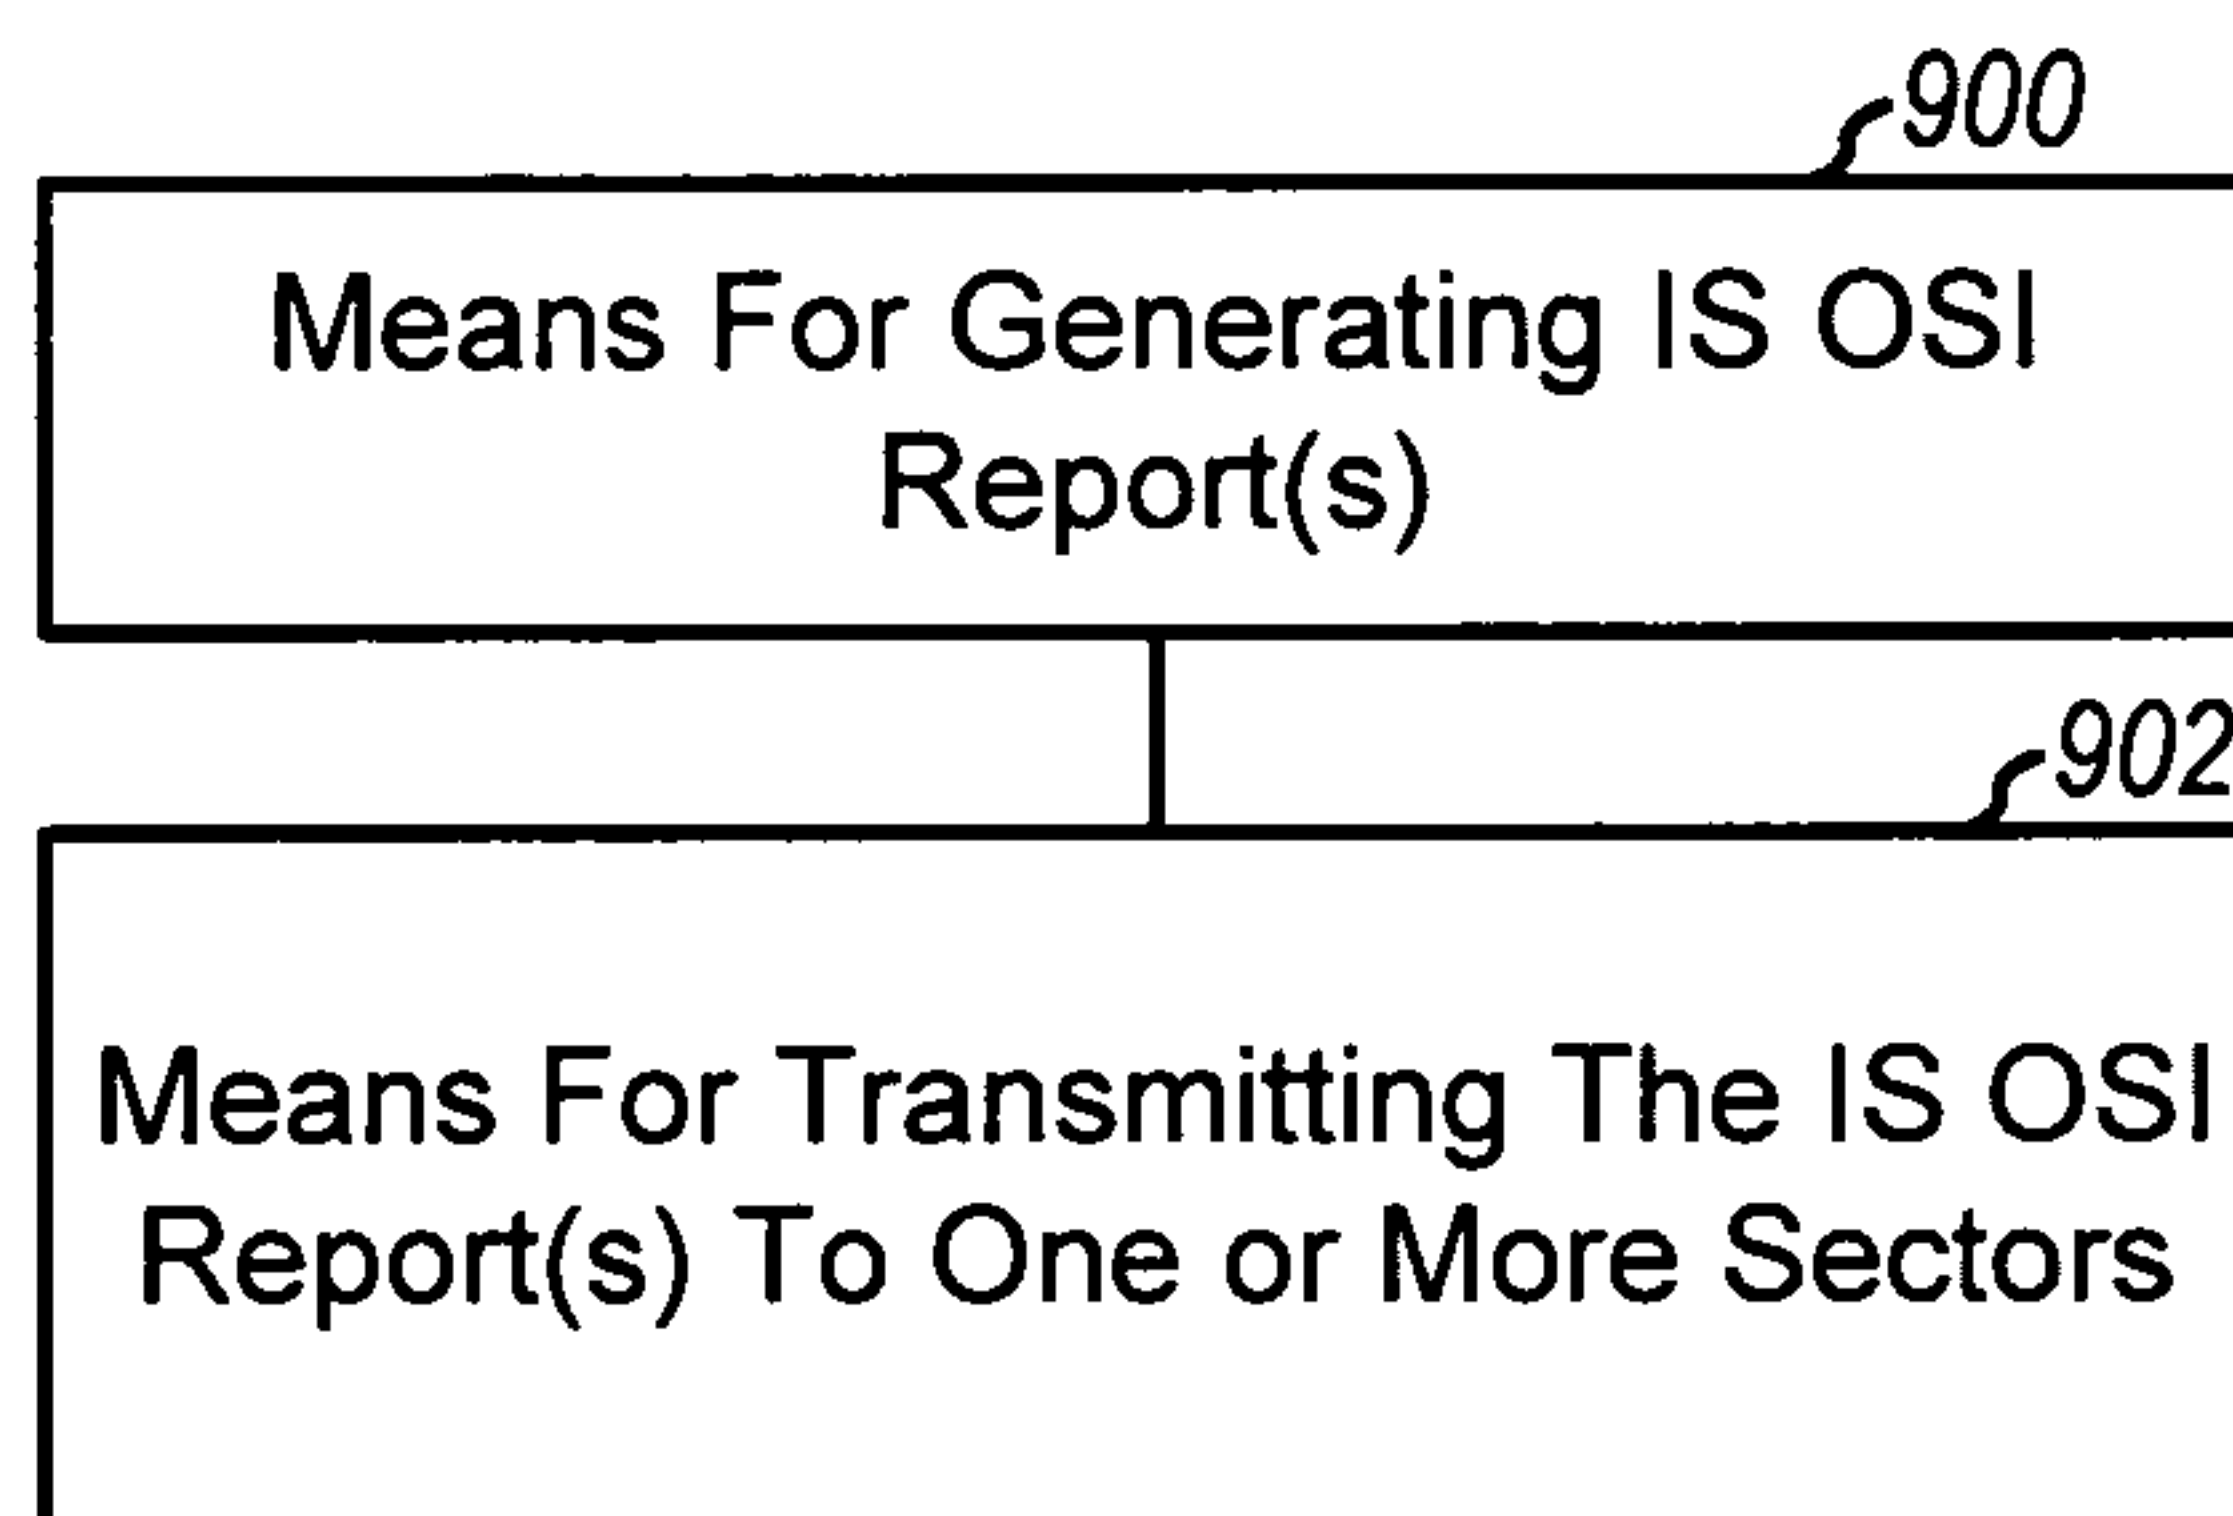 900
Means For Generating IS OSI
Report(s)
902
Means For Transmitting The IS OSI
Report(s) To One or More Sectors